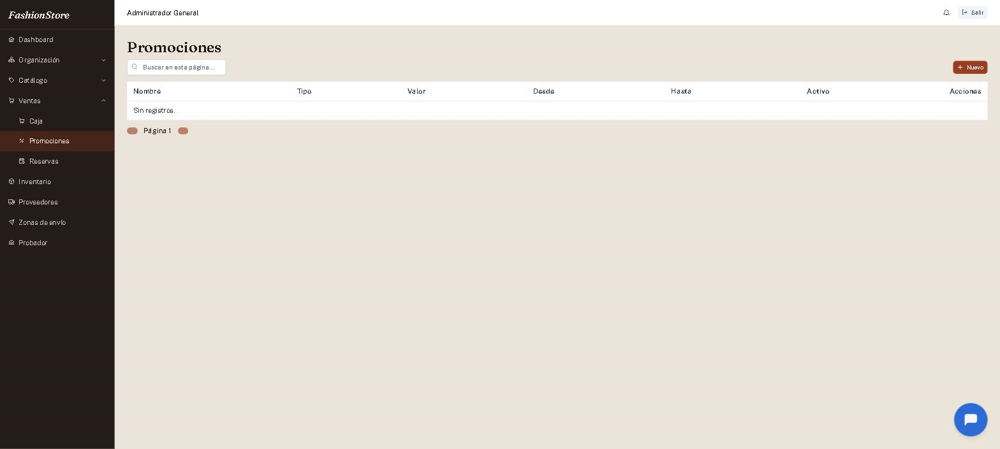 FashionStore
Administrador General
Salir
Dashboard
Organización
Catálogo
Ventas
Caja
Promociones
Reservas
Inventario
Proveedores
Zonas de envío
Probador
Promociones
Buscar en esta página...
Nuevo
Nombre Tipo Valor Desde Hasta Activo Acciones
Sin registros.
Página 1